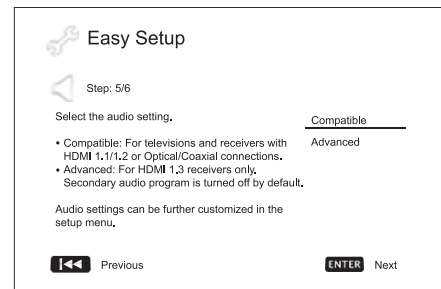 Easy Setup
Step: 5/6
Select the audio setting.
• Compatible: For televisions and receivers with
HDMI 1.1/1.2 or Optical/Coaxial connections.
• Advanced: For HDMI 1.3 receivers only.
Secondary audio program is turned off by default.
Audio settings can be further customized in the
setup menu.
Compatible
Advanced
Previous
ENTER Next